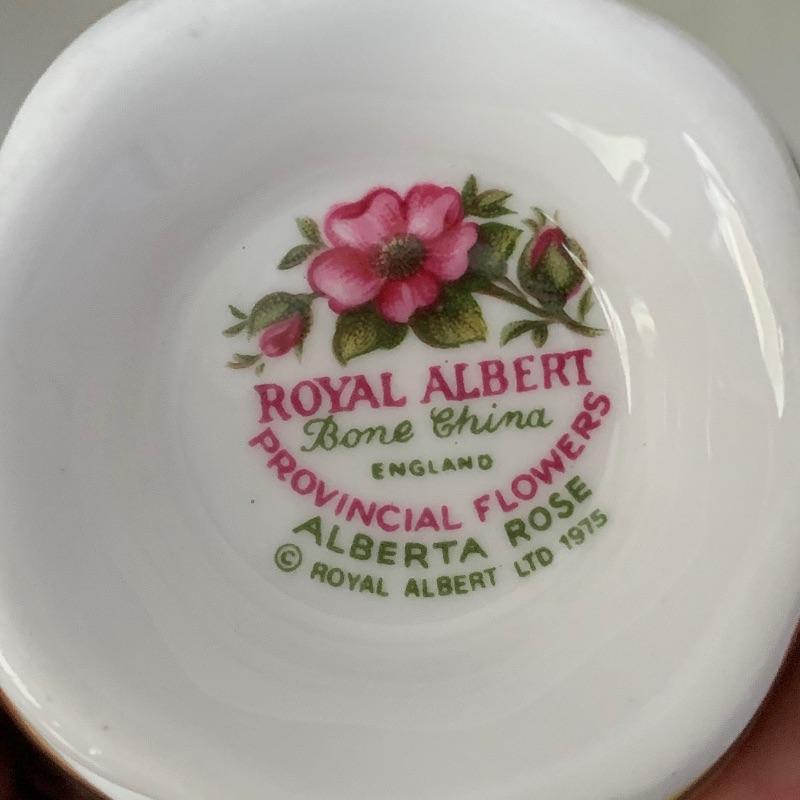 ROYAL ALBERT
Bone China
ENGLAND
PROVINCIAL FLOWERS
ALBERTA ROSE
© ROYAL ALBERT LTD 1975